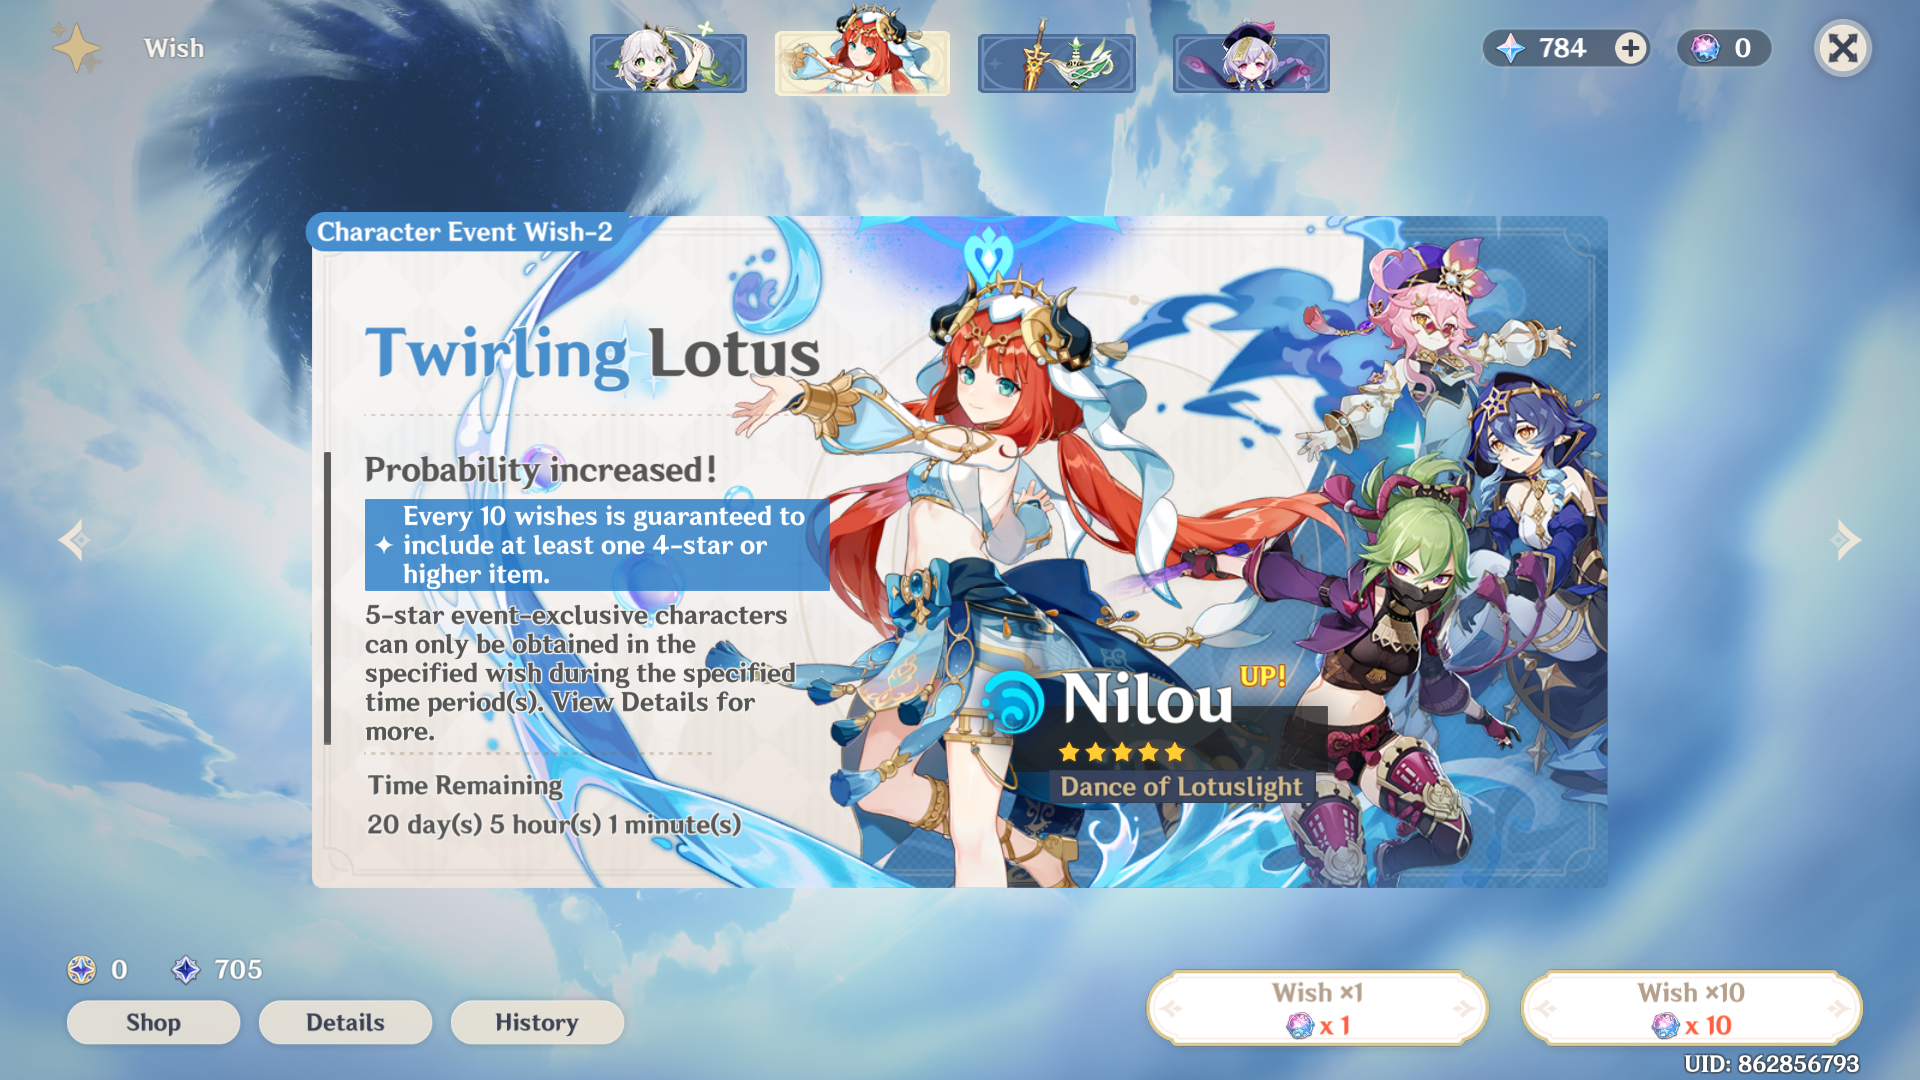 Wish
784
0
Character Event Wish-2
Twirling Lotus
Probability increased!
Every 10 wishes is guaranteed to
include at least one 4-star or
higher item.
5-star event-exclusive characters
can only be obtained in the
specified wish during the specified
time period(s). View Details for
more.
Time Remaining
20 day(s) 5 hour(s) 1 minute(s)
UP!
Nilou
Dance of Lotuslight
0
705
Shop
Details
History
Wish ×1
x 1
Wish ×10
x 10
UID: 862856793